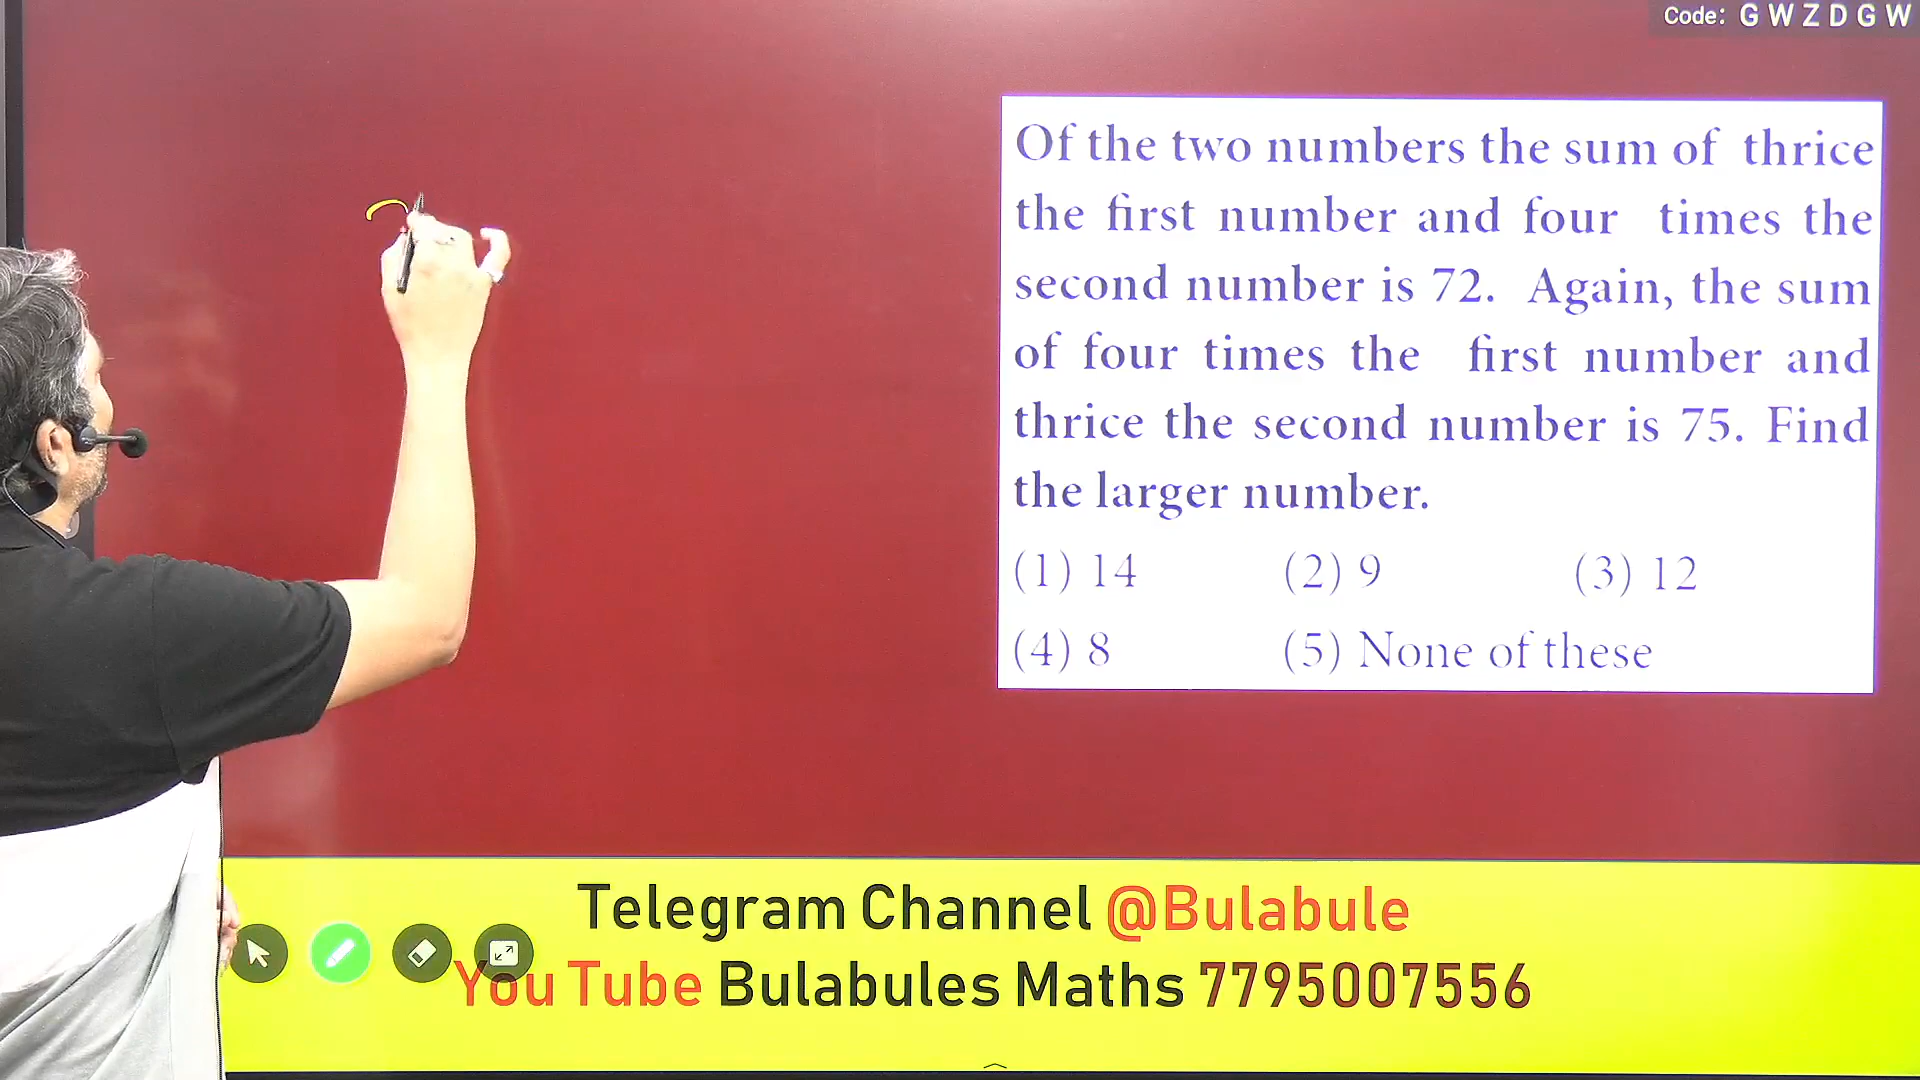 Code: G W Z D G W
Of the two numbers the sum of thrice
the first number and four times the
second number is 72. Again, the sum
of four times the first number and
thrice the second number is 75. Find
the larger number.
(1) 14 (2) 9 (3) 12
(4) 8 (5) None of these
Telegram Channel @Bulabule
You Tube Bulabules Maths 7795007556